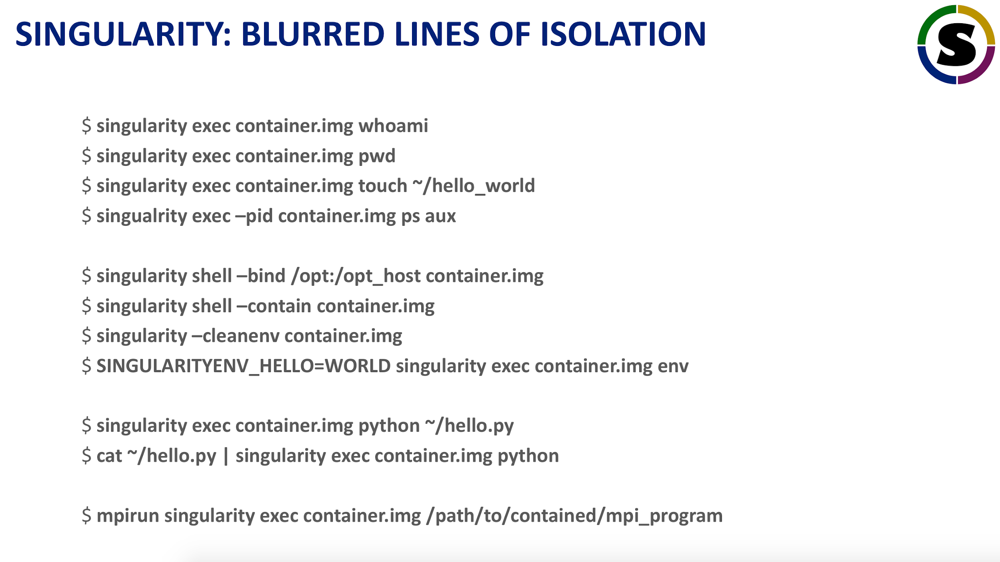 SINGULARITY: BLURRED LINES OF ISOLATION
S
$ singularity exec container.img whoami
$ singularity exec container.img pwd
$ singularity exec container.img touch ~/hello_world
$ singualrity exec –pid container.img ps aux
$ singularity shell –bind /opt:/opt_host container.img
$ singularity shell –contain container.img
$ singularity –cleanenv container.img
$ SINGULARITYENV_HELLO=WORLD singularity exec container.img env
$ singularity exec container.img python ~/hello.py
$ cat ~/hello.py | singularity exec container.img python
$ mpirun singularity exec container.img /path/to/contained/mpi_program